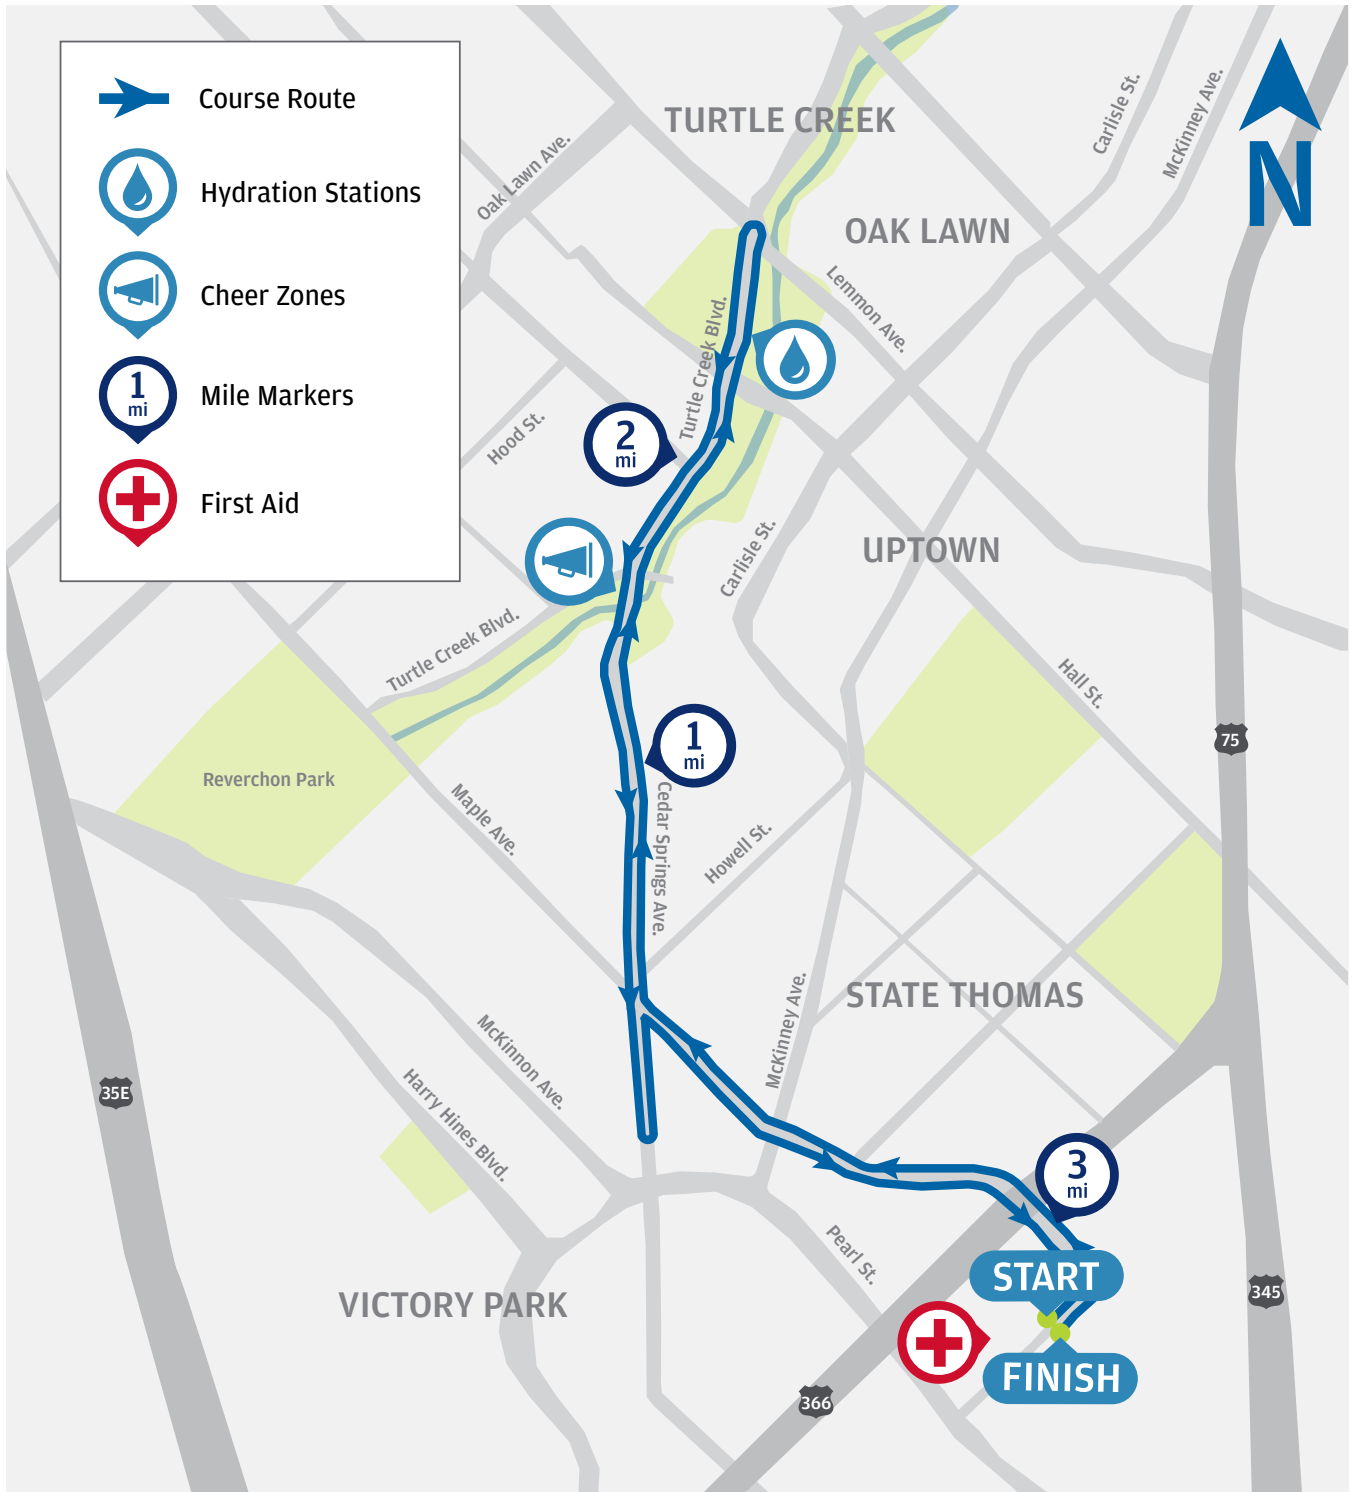 Course Route
Hydration Stations
Cheer Zones
1
mi
Mile Markers
First Aid
N
TURTLE CREEK
Carlisle St.
McKinney Ave.
Oak Lawn Ave.
OAK LAWN
Lemmon Ave.
Turtle Creek Blvd.
Hood St.
2
mi
Carlisle St.
UPTOWN
Turtle Creek Blvd.
Hall St.
1
mi
75
Reverchon Park
Maple Ave.
Cedar Springs Ave.
Howell St.
STATE THOMAS
McKinney Ave.
McKinnon Ave.
35E
Harry Hines Blvd.
3
mi
Pearl St.
START
345
VICTORY PARK
FINISH
366